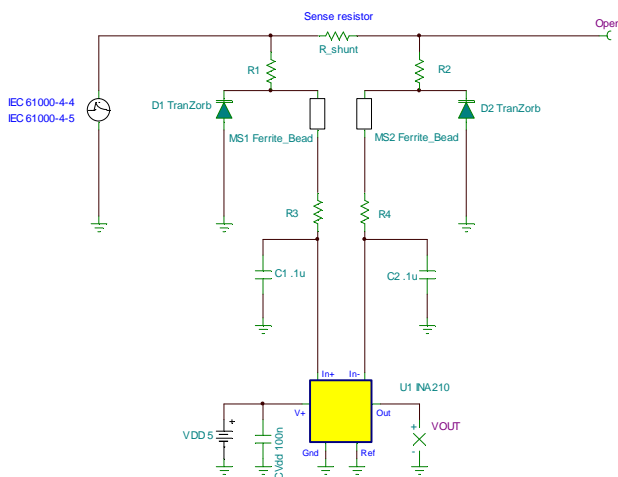 Sense resistor
Open
R_shunt
R1
R2
IEC 61000-4-4
IEC 61000-4-5
D1 TranZorb
D2 TranZorb
MS1 Ferrite_Bead
MS2 Ferrite_Bead
R3
R4
C1 .1u
C2 .1u
In+
In-
U1 INA210
V+
Out
VDD 5
CVdd 100n
VOUT
+
-
+
Gnd
Ref